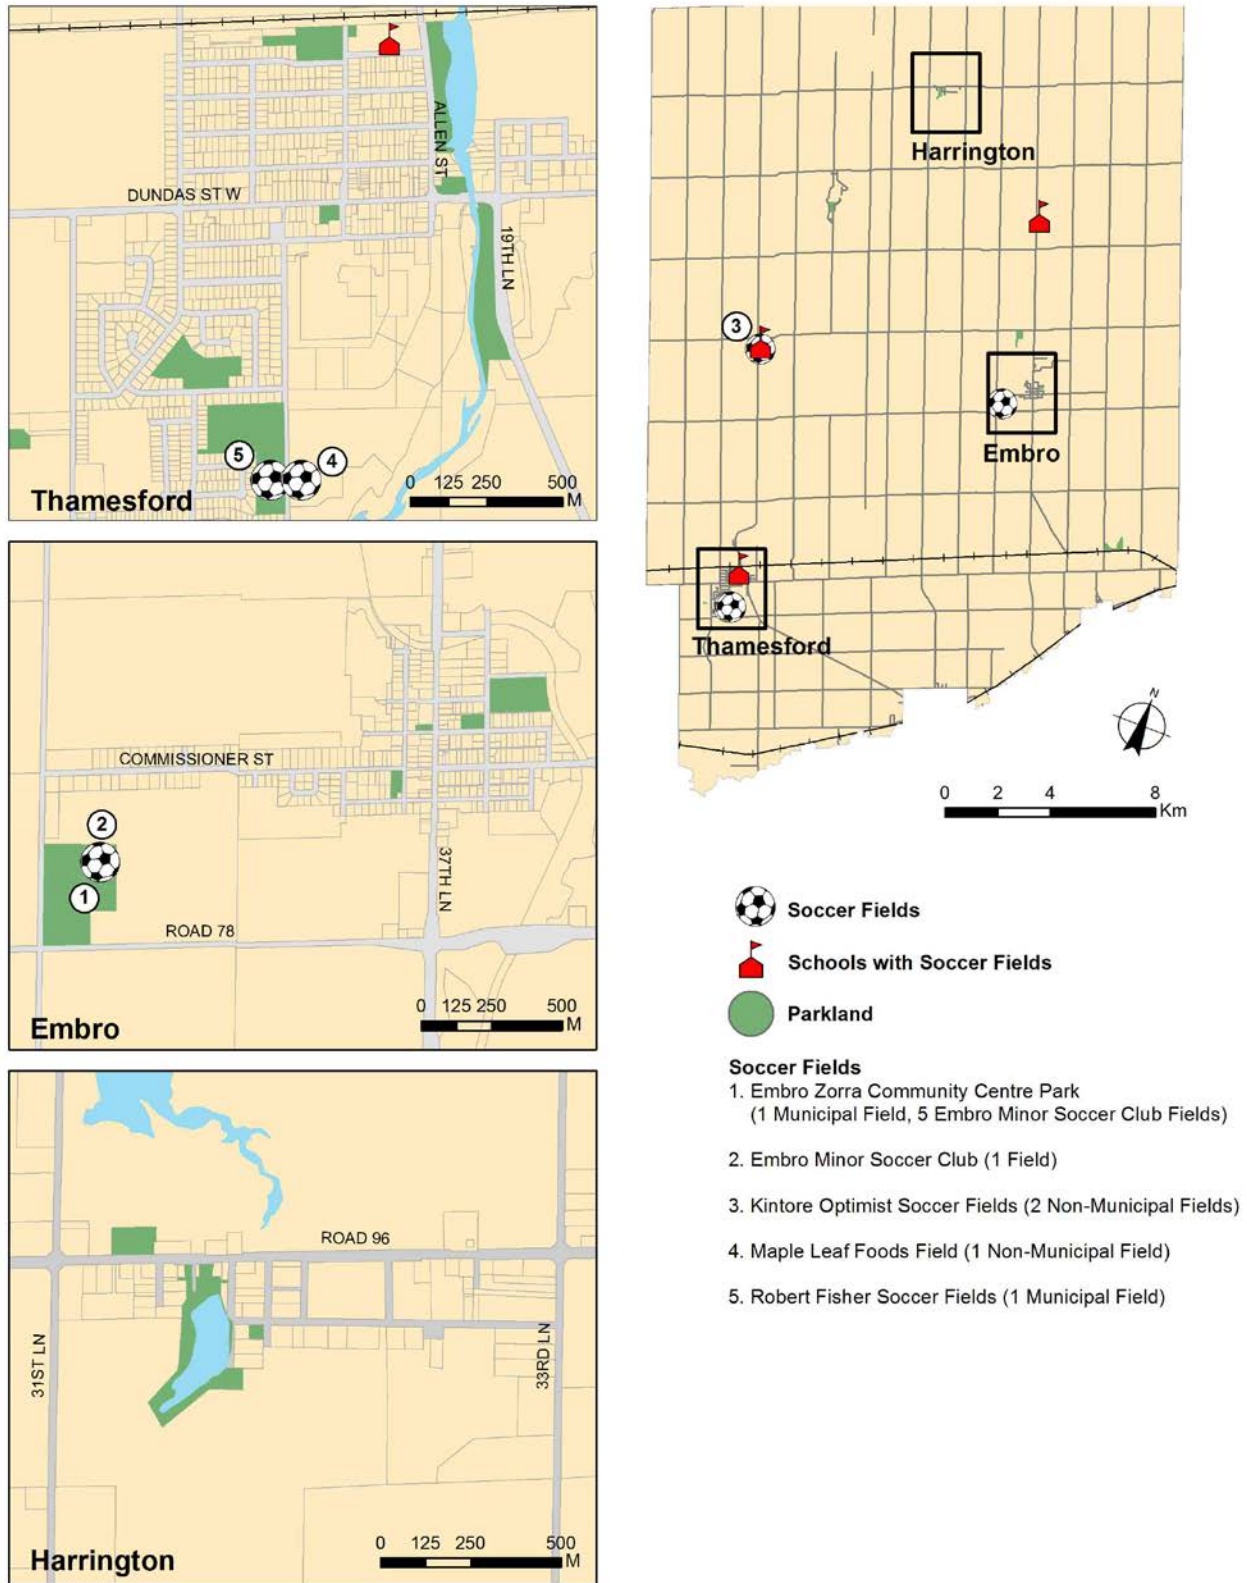 ALLEN ST
DUNDAS ST W
19TH LN
5
4
0 125 250 500
M
Thamesford
COMMISSIONER ST
2
1
37TH LN
ROAD 78
0 125 250 500
M
Embro
ROAD 96
31ST LN
33RD LN
0 125 250 500
M
Harrington
Harrington
3
Embro
Thamesford
N
0 2 4 8
Km
Soccer Fields
Schools with Soccer Fields
Parkland
Soccer Fields
1. Embro Zorra Community Centre Park
(1 Municipal Field, 5 Embro Minor Soccer Club Fields)
2. Embro Minor Soccer Club (1 Field)
3. Kintore Optimist Soccer Fields (2 Non-Municipal Fields)
4. Maple Leaf Foods Field (1 Non-Municipal Field)
5. Robert Fisher Soccer Fields (1 Municipal Field)